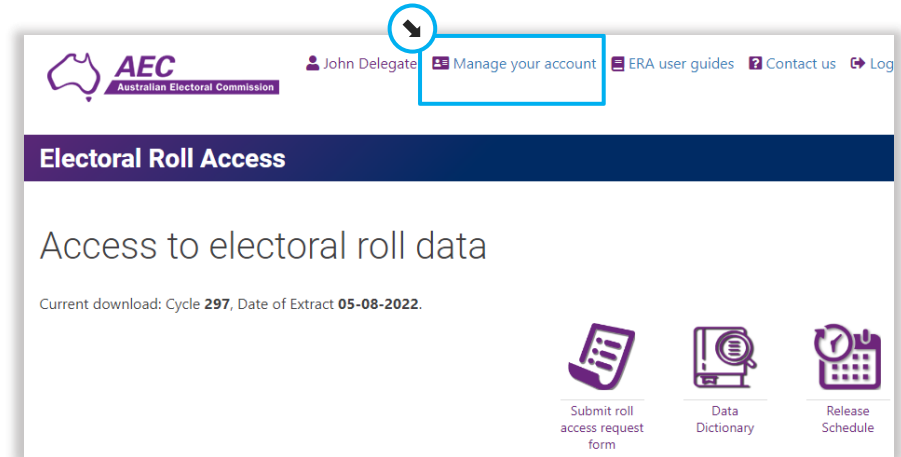 AEC
Australian Electoral Commission
John Delegate Manage your account ERA user guides Contact us Log
Electoral Roll Access
Access to electoral roll data
Current download: Cycle 297, Date of Extract 05-08-2022.
Submit roll
access request
form
Data
Dictionary
Release
Schedule